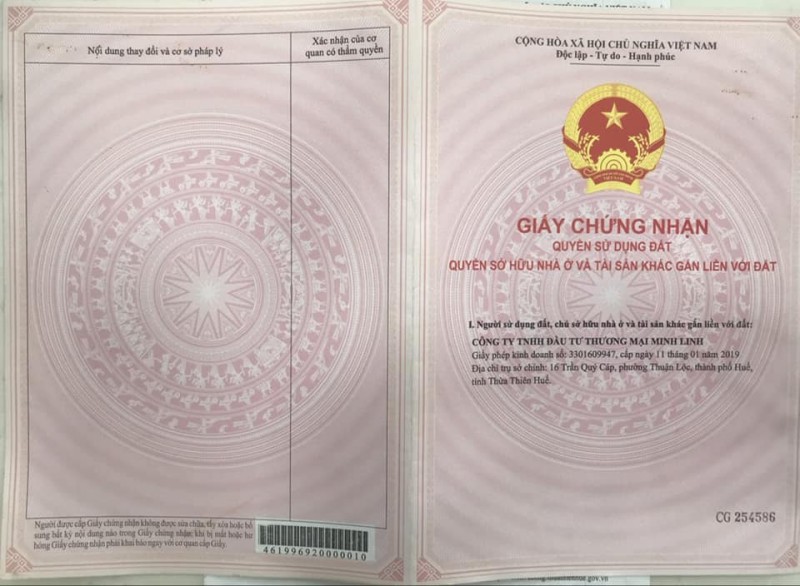 Nội dung thay đổi và cơ sở pháp lý
Xác nhận của cơ
quan có thẩm quyền
Người được cấp Giấy chứng nhận không được sửa chữa, tẩy xóa hoặc bổ
sung bất kỳ nội dung nào trong Giấy chứng nhận; khi bị mất hoặc hư
hỏng Giấy chứng nhận phải khai báo ngay với cơ quan cấp Giấy.
461996920000010
CỘNG HÒA XÃ HỘI CHỦ NGHĨA VIỆT NAM
Độc lập - Tự do - Hạnh phúc
GIẤY CHỨNG NHẬN
QUYỀN SỬ DỤNG ĐẤT
QUYỀN SỞ HỮU NHÀ Ở VÀ TÀI SẢN KHÁC GẮN LIỀN VỚI ĐẤT
I. Người sử dụng đất, chủ sở hữu nhà ở và tài sản khác gắn liền với đất:
CÔNG TY TNHH ĐẦU TƯ THƯƠNG MẠI MINH LINH
Giấy phép kinh doanh số: 3301609947, cấp ngày 11 tháng 01 năm 2019
Địa chỉ trụ sở chính: 16 Trần Quý Cáp, phường Thuận Lộc, thành phố Huế,
tỉnh Thừa Thiên Huế.
CG 254586